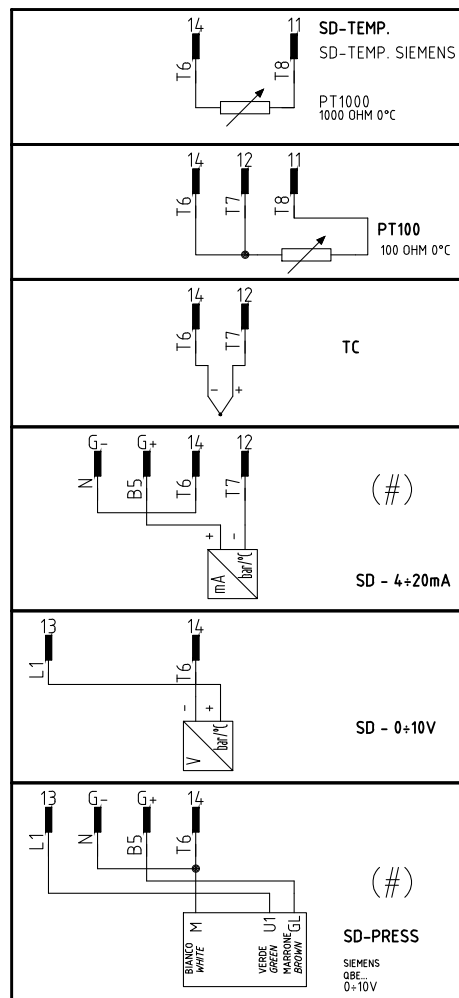 14 11 SD-TEMP.
SD-TEMP. SIEMENS
T6 T8
PT1000
1000 OHM 0°C
14 12 11
T6 T7 T8
PT100
100 OHM 0°C
14 12
T6 T7
TC
- +
G- G+ 14 12
N B5 T6 T7
(#)
+ -
mA bar/°C
SD - 4÷20mA
13 14
L1 T6
- +
SD - 0÷10V
V bar/°C
13 G- G+ 14
L1 N B5 T6
(#)
M U1 GL
BIANCO VERDE MARRONE
WHITE GREEN BROWN
SD-PRESS
SIEMENS
QBE...
0÷10V